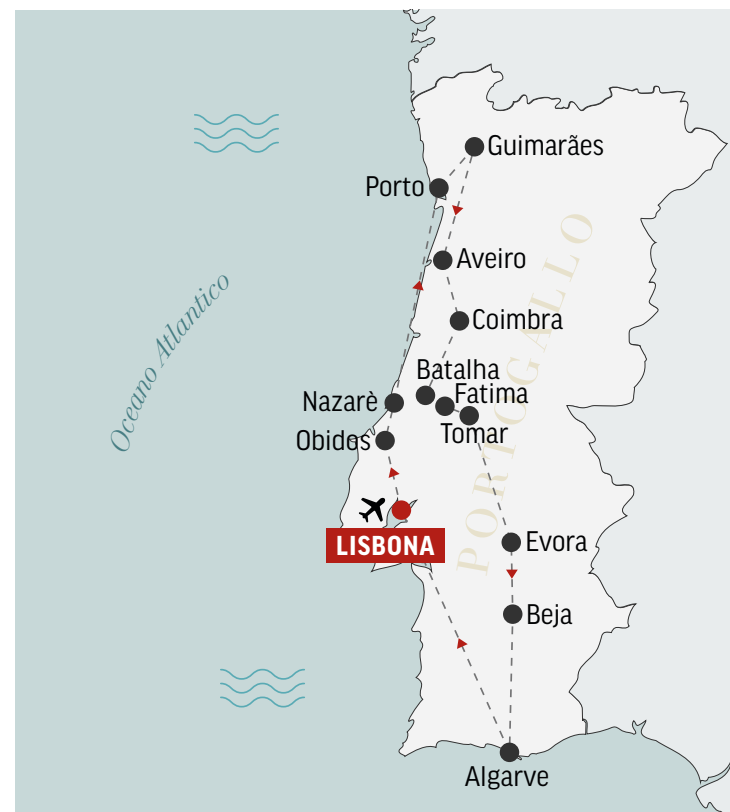 Guimarães
Porto
Aveiro
Oceano Atlantico
PORTOGALLO
Coimbra
Batalha
Nazarè
Fatima
Obidos
Tomar
LISBONA
Evora
Beja
Algarve